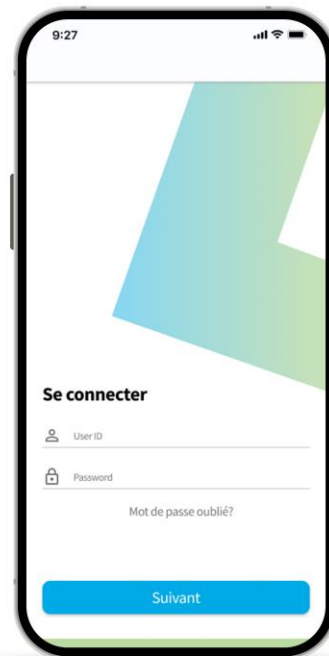 9:27
Se connecter
User ID
Password
Mot de passe oublié?
Suivant